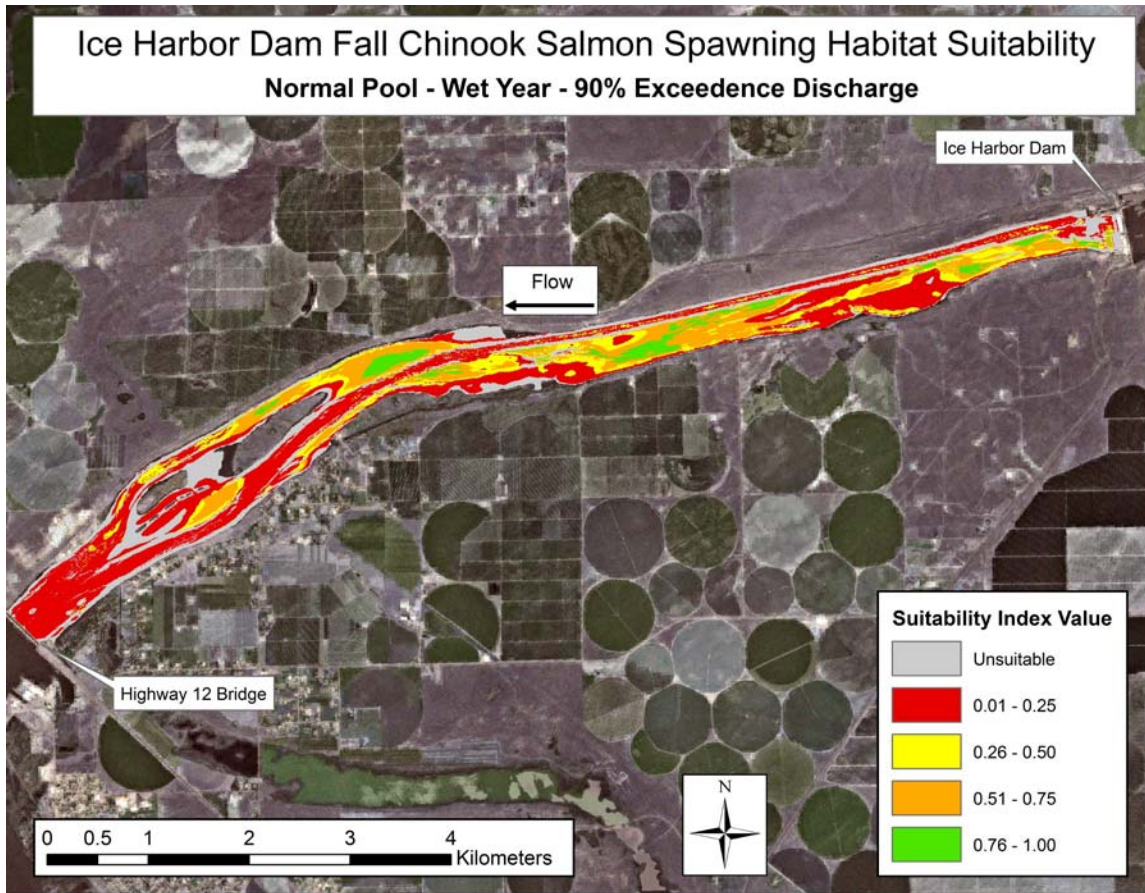 Ice Harbor Dam Fall Chinook Salmon Spawning Habitat Suitability
Normal Pool - Wet Year - 90% Exceedence Discharge
Ice Harbor Dam
Flow
Highway 12 Bridge
Suitability Index Value
Unsuitable
0.01 - 0.25
0.26 - 0.50
0.51 - 0.75
0.76 - 1.00
N
0 0.5 1 2 3 4
Kilometers